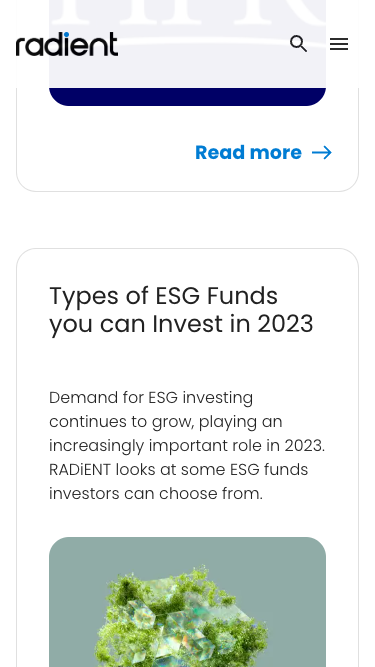 radient
Read more
Types of ESG Funds
you can Invest in 2023
Demand for ESG investing
continues to grow, playing an
increasingly important role in 2023.
RADiENT looks at some ESG funds
investors can choose from.